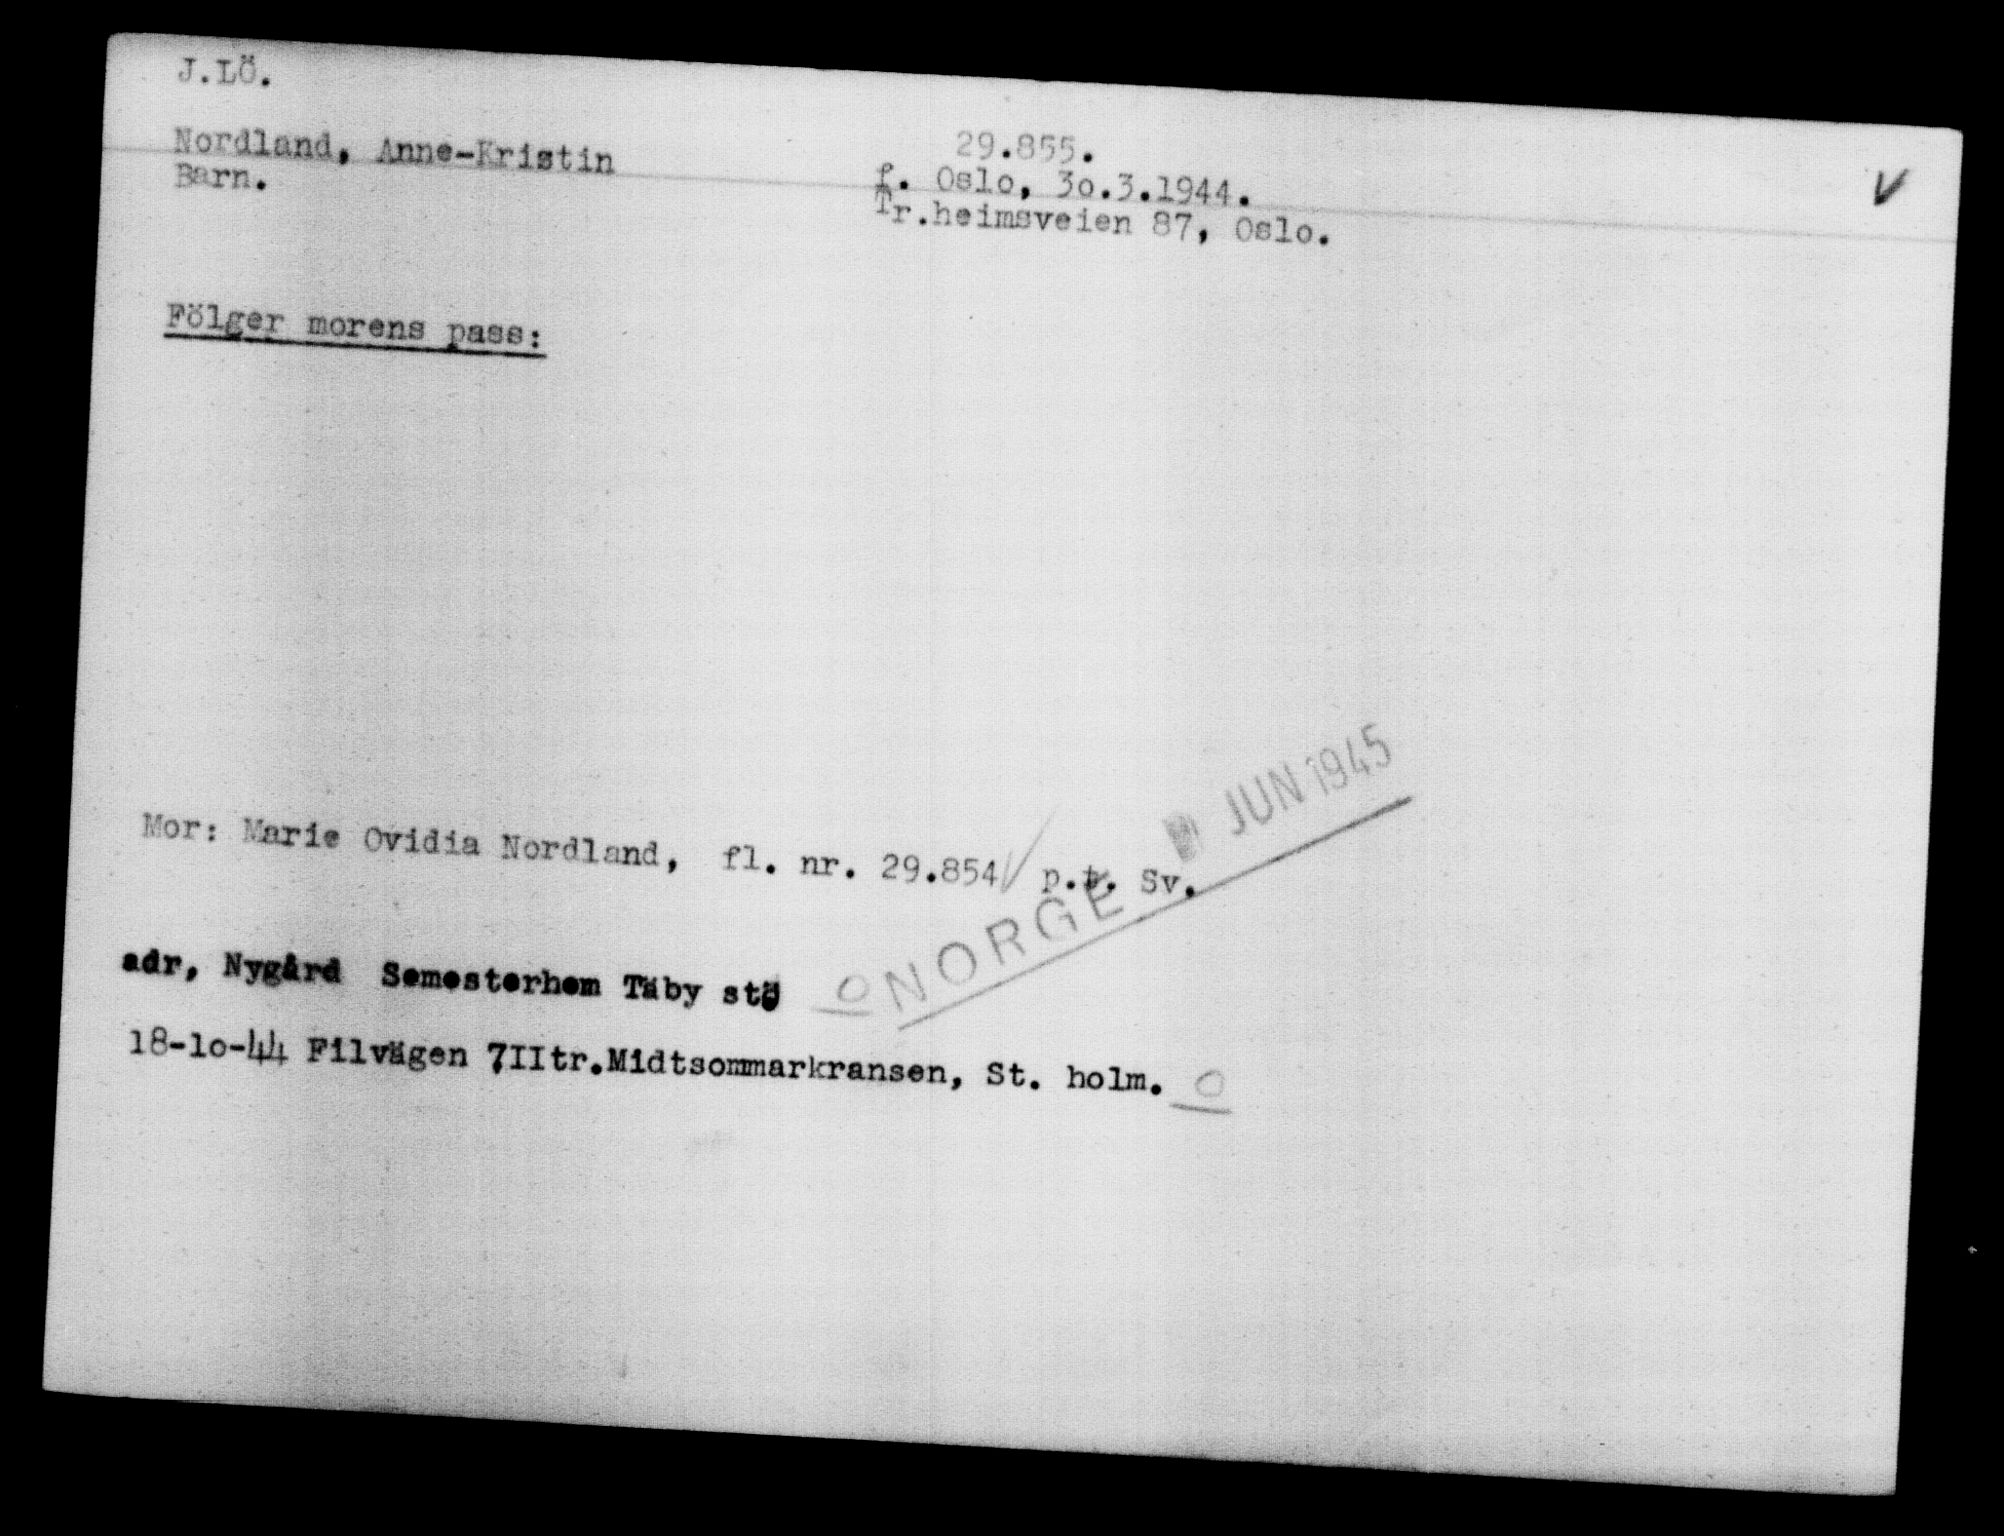 J.LÖ.
Nordland, Anne-Kristin
Barn.
29.855.
f. Oslo, 3o.3.1944.
Tr.heimsveien 87, Oslo.
V
Fölger morens pass:
JUN 1945
Mor: Marie Ovidia Nordland, fl. nr. 29.854 p.t. Sv.
NORGE
adr, Nygård Semesterhem Täby
18-1o-44 Filvägen 7IItr.Midtsommarkransen, St. holm.